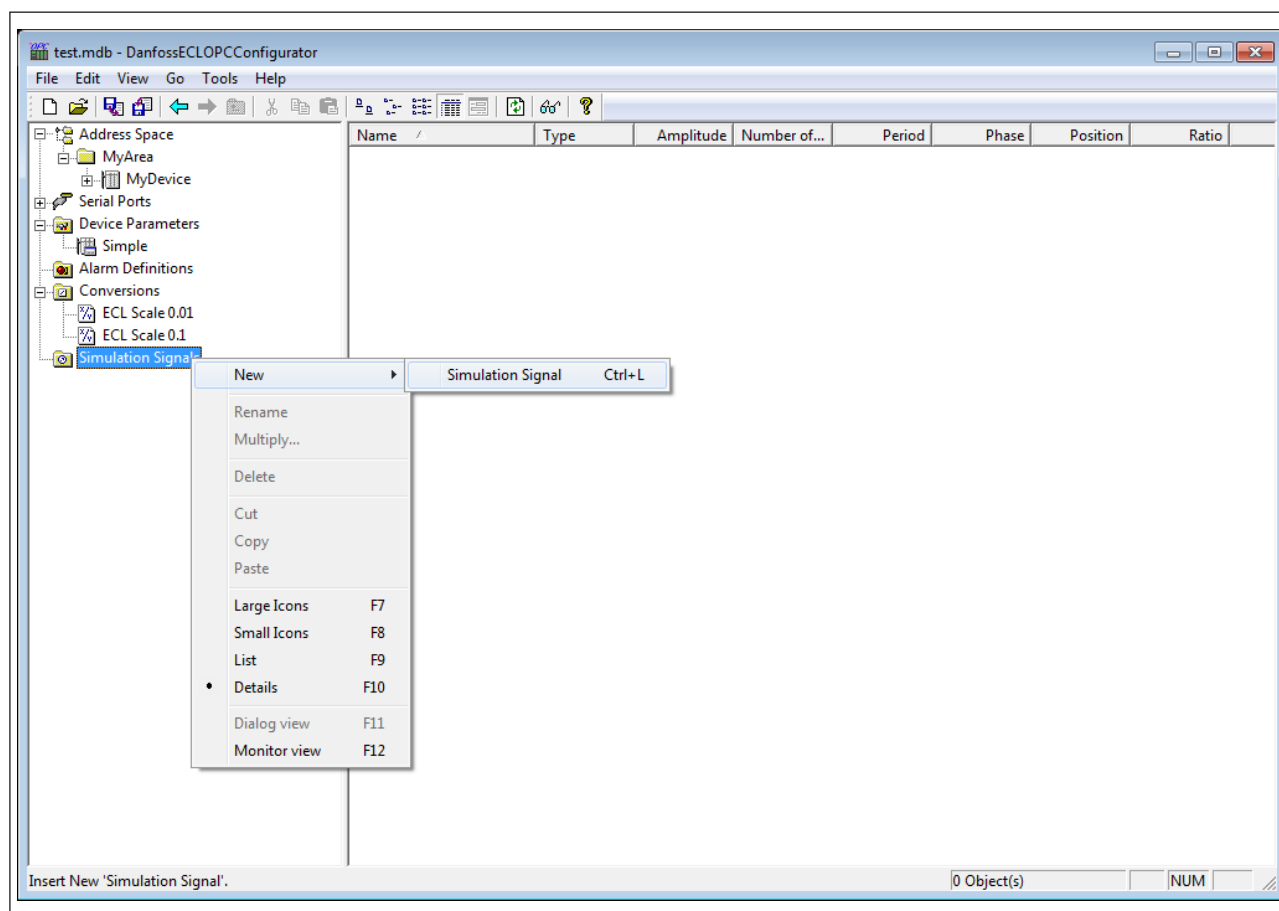 test.mdb - DanfossECLOPCConfigurator
File Edit View Go Tools Help
Name Type Amplitude Number of... Period Phase Position Ratio
Address Space
MyArea
MyDevice
Serial Ports
Device Parameters
Simple
Alarm Definitions
Conversions
ECL Scale 0.01
ECL Scale 0.1
Simulation Signals
New
Simulation Signal Ctrl+L
Rename
Multiply...
Delete
Cut
Copy
Paste
Large Icons F7
Small Icons F8
List F9
Details F10
Dialog view F11
Monitor view F12
Insert New 'Simulation Signal'.
0 Object(s)
NUM